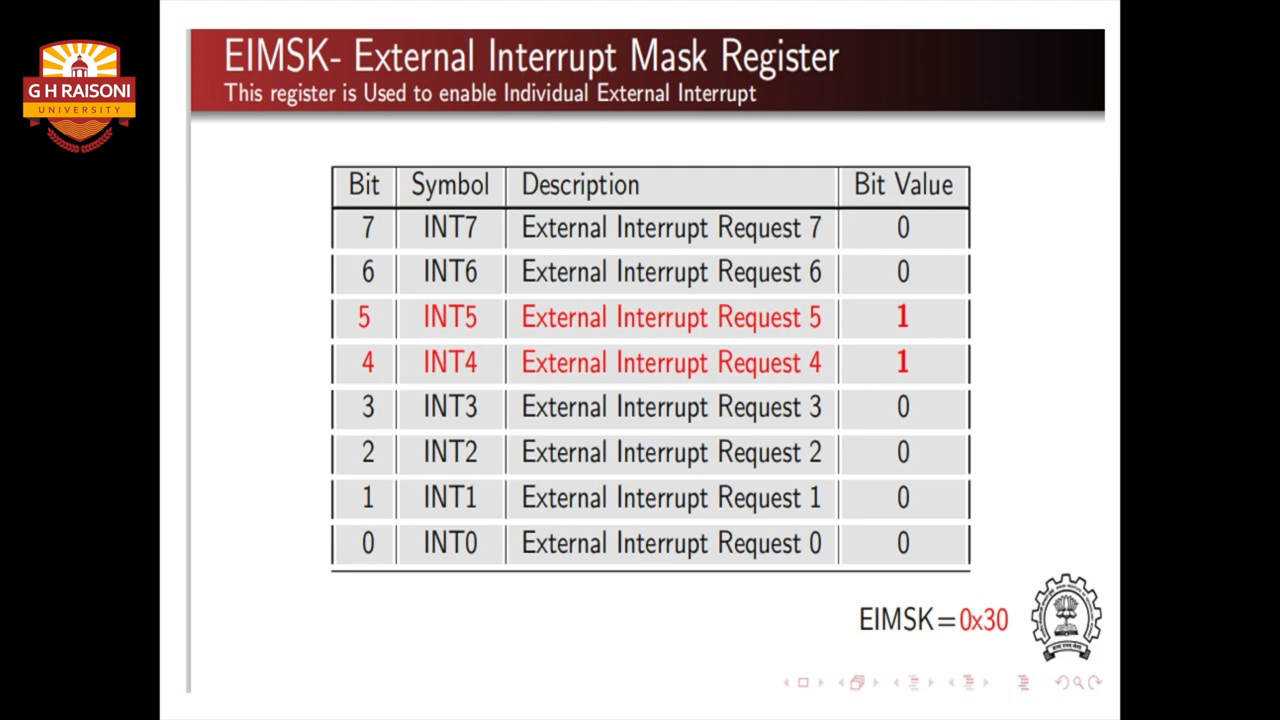 G H RAISONI
UNIVERSITY
EIMSK- External Interrupt Mask Register
This register is Used to enable Individual External Interrupt
Bit Symbol Description Bit Value
7 INT7 External Interrupt Request 7 0
6 INT6 External Interrupt Request 6 0
5 INT5 External Interrupt Request 5 1
4 INT4 External Interrupt Request 4 1
3 INT3 External Interrupt Request 3 0
2 INT2 External Interrupt Request 2 0
1 INT1 External Interrupt Request 1 0
0 INT0 External Interrupt Request 0 0
EIMSK=0x30